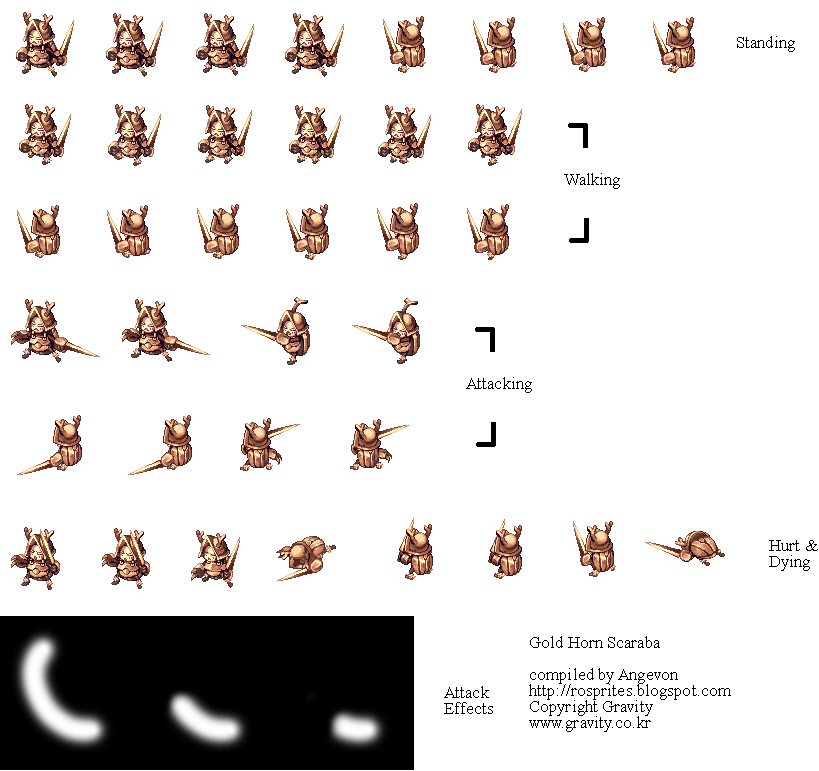 Standing
Walking
Attacking
Hurt &
Dying
Gold Horn Scaraba
compiled by Angevon
http://rosprites.blogspot.com
Copyright Gravity
www.gravity.co.kr
Attack
Effects